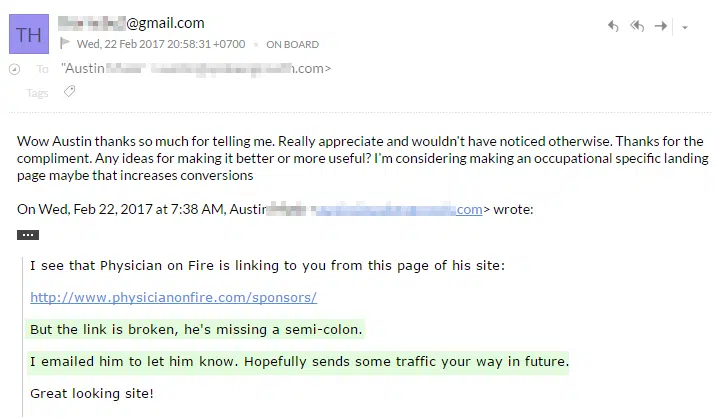 TH
@gmail.com
Wed, 22 Feb 2017 20:58:31 +0700 • ON BOARD
To "Austin .com>
Tags
Wow Austin thanks so much for telling me. Really appreciate and wouldn't have noticed otherwise. Thanks for the
compliment. Any ideas for making it better or more useful? I'm considering making an occupational specific landing
page maybe that increases conversions
On Wed, Feb 22, 2017 at 7:38 AM, Austin com> wrote:
I see that Physician on Fire is linking to you from this page of his site:
http://www.physicianonfire.com/sponsors/
But the link is broken, he's missing a semi-colon.
I emailed him to let him know. Hopefully sends some traffic your way in future.
Great looking site!